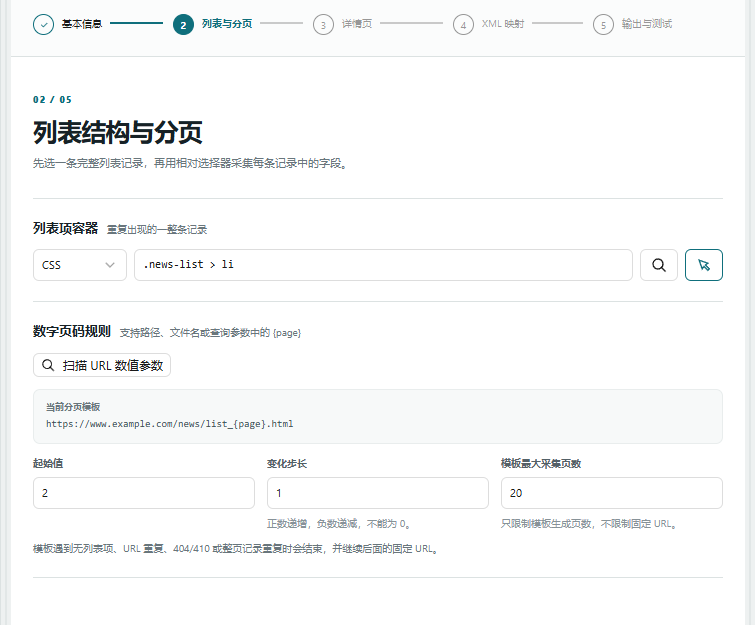 基本信息
2 列表与分页
3 详情页
4 XML 映射
5 输出与测试
02 / 05
列表结构与分页
先选一条完整列表记录，再用相对选择器采集每条记录中的字段。
列表项容器 重复出现的一整条记录
CSS .news-list > li
数字页码规则 支持路径、文件名或查询参数中的 {page}
扫描 URL 数值参数
当前分页模板
https://www.example.com/news/list_{page}.html
起始值 变化步长 模板最大采集页数
2 1 20
正数递增，负数递减，不能为 0。 只限制模板生成页数，不限制固定 URL。
模板遇到无列表项、URL 重复、404/410 或整页记录重复时会结束，并继续后面的固定 URL。